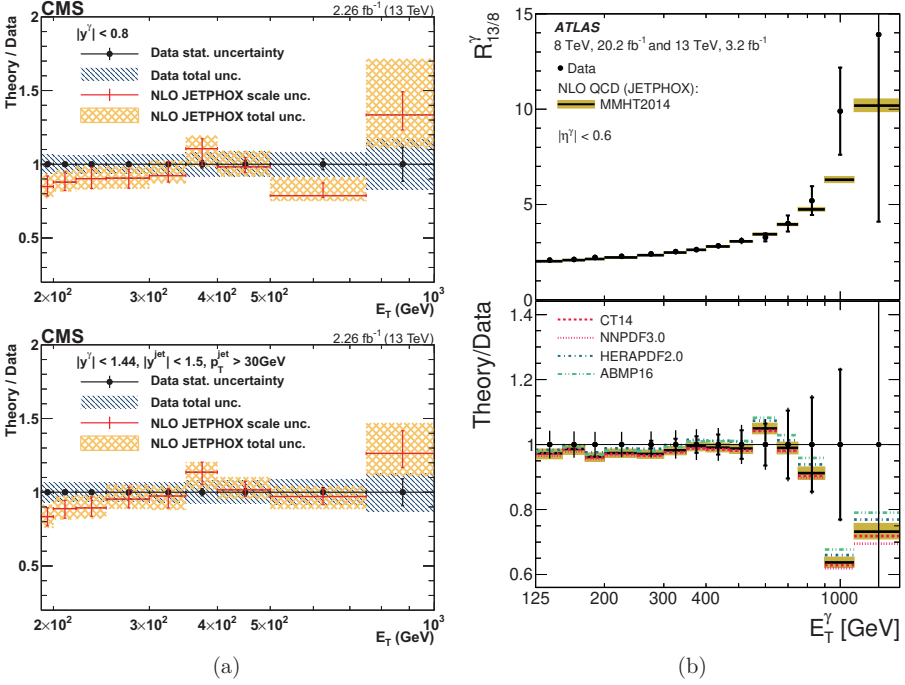 CMS
2.26 fb⁻¹ (13 TeV)
|y^γ| < 0.8
Data stat. uncertainty
Data total unc.
NLO JETPHOX scale unc.
NLO JETPHOX total unc.
Theory / Data
2
1.5
1
0.5
2×10² 3×10² 4×10² 5×10² 10³
E_T (GeV)
CMS
2.26 fb⁻¹ (13 TeV)
|y^γ| < 1.44, |y^jet| < 1.5, p_T^jet > 30GeV
Data stat. uncertainty
Data total unc.
NLO JETPHOX scale unc.
NLO JETPHOX total unc.
Theory / Data
2
1.5
1
0.5
2×10² 3×10² 4×10² 5×10² 10³
E_T (GeV)
(a)
R^γ_13/8
ATLAS
8 TeV, 20.2 fb⁻¹ and 13 TeV, 3.2 fb⁻¹
Data
NLO QCD (JETPHOX):
MMHT2014
|η^γ| < 0.6
15
10
5
Theory/Data
CT14
NNPDF3.0
HERAPDF2.0
ABMP16
1.4
1.2
1.0
0.8
0.6
125 200 300 400 1000
E_T^γ [GeV]
(b)